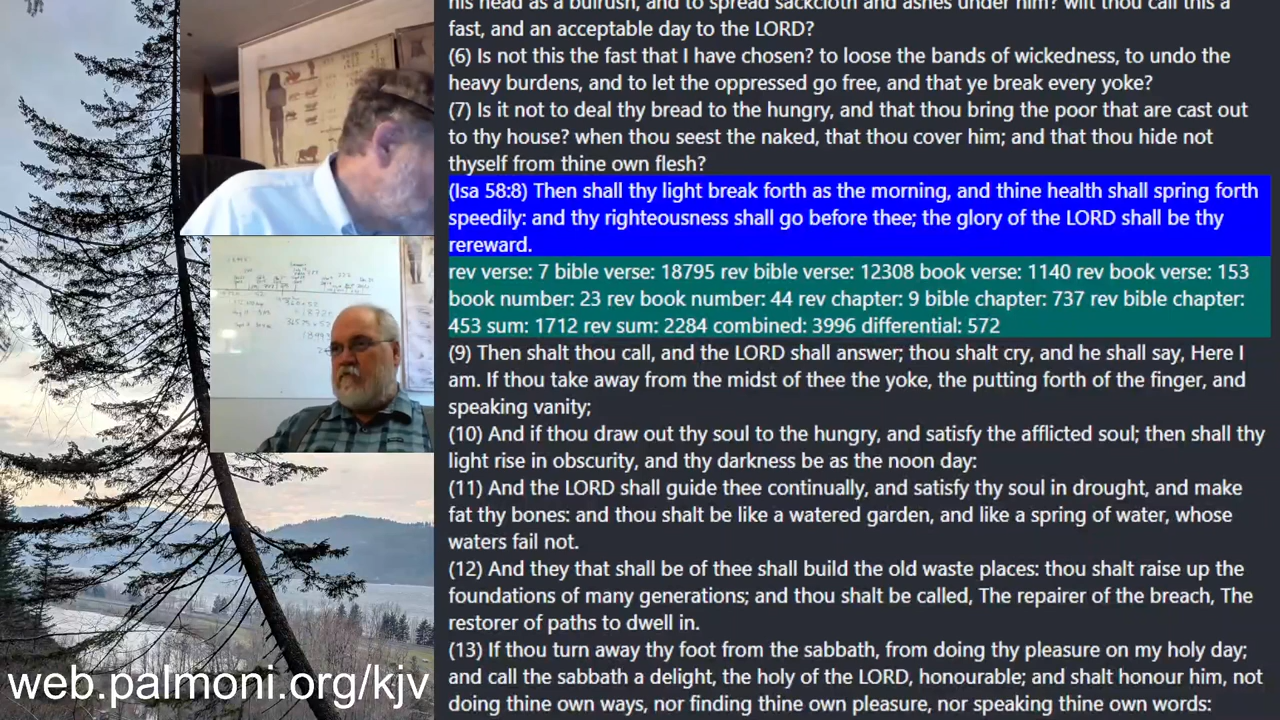 his head as a bulrush, and to spread sackcloth and ashes under him? wilt thou call this a
fast, and an acceptable day to the LORD?
(6) Is not this the fast that I have chosen? to loose the bands of wickedness, to undo the
heavy burdens, and to let the oppressed go free, and that ye break every yoke?
(7) Is it not to deal thy bread to the hungry, and that thou bring the poor that are cast out
to thy house? when thou seest the naked, that thou cover him; and that thou hide not
thyself from thine own flesh?
(Isa 58:8) Then shall thy light break forth as the morning, and thine health shall spring forth
speedily: and thy righteousness shall go before thee; the glory of the LORD shall be thy
rereward.
rev verse: 7 bible verse: 18795 rev bible verse: 12308 book verse: 1140 rev book verse: 153
book number: 23 rev book number: 44 rev chapter: 9 bible chapter: 737 rev bible chapter:
453 sum: 1712 rev sum: 2284 combined: 3996 differential: 572
(9) Then shalt thou call, and the LORD shall answer; thou shalt cry, and he shall say, Here I
am. If thou take away from the midst of thee the yoke, the putting forth of the finger, and
speaking vanity;
(10) And if thou draw out thy soul to the hungry, and satisfy the afflicted soul; then shall thy
light rise in obscurity, and thy darkness be as the noon day:
(11) And the LORD shall guide thee continually, and satisfy thy soul in drought, and make
fat thy bones: and thou shalt be like a watered garden, and like a spring of water, whose
waters fail not.
(12) And they that shall be of thee shall build the old waste places: thou shalt raise up the
foundations of many generations; and thou shalt be called, The repairer of the breach, The
restorer of paths to dwell in.
(13) If thou turn away thy foot from the sabbath, from doing thy pleasure on my holy day;
and call the sabbath a delight, the holy of the LORD, honourable; and shalt honour him, not
doing thine own ways, nor finding thine own pleasure, nor speaking thine own words:
web.palmoni.org/kjv